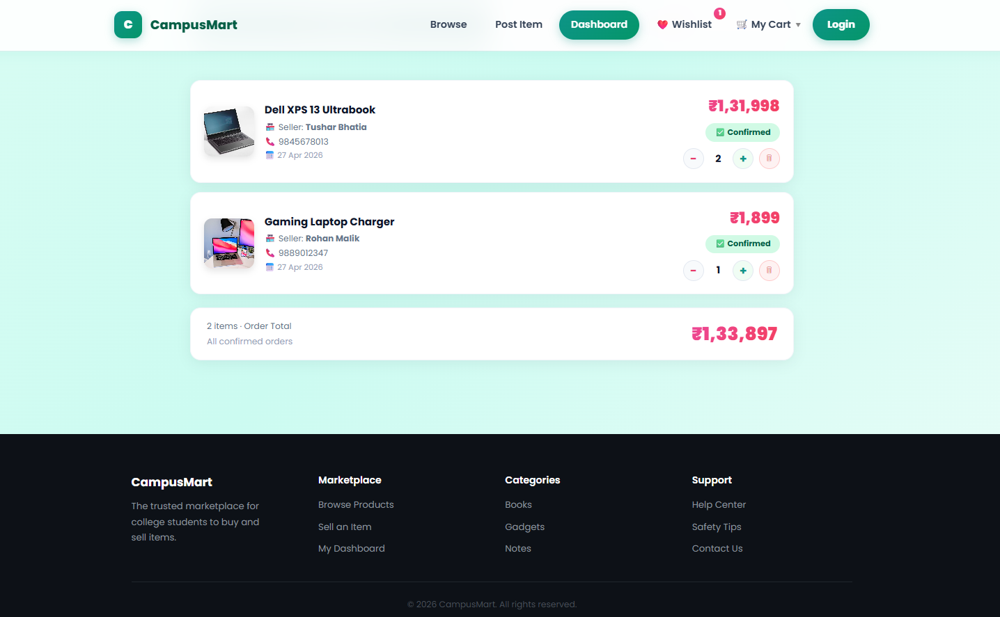 C CampusMart Browse Post Item Dashboard Wishlist 1 My Cart Login
Dell XPS 13 Ultrabook
Seller: Tushar Bhatia
9845678013
27 Apr 2026
₹1,31,998
Confirmed
− 2 +
Gaming Laptop Charger
Seller: Rohan Malik
9889012347
27 Apr 2026
₹1,899
Confirmed
− 1 +
2 items · Order Total
All confirmed orders
₹1,33,897
CampusMart
The trusted marketplace for
college students to buy and
sell items.
Marketplace
Browse Products
Sell an Item
My Dashboard
Categories
Books
Gadgets
Notes
Support
Help Center
Safety Tips
Contact Us
© 2026 CampusMart. All rights reserved.